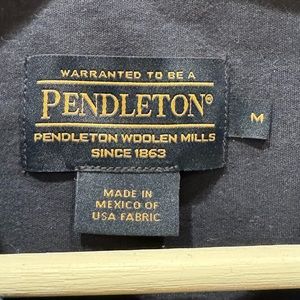 WARRANTED TO BE A
PENDLETON®
PENDLETON WOOLEN MILLS
SINCE 1863
M
MADE IN
MEXICO OF
USA FABRIC